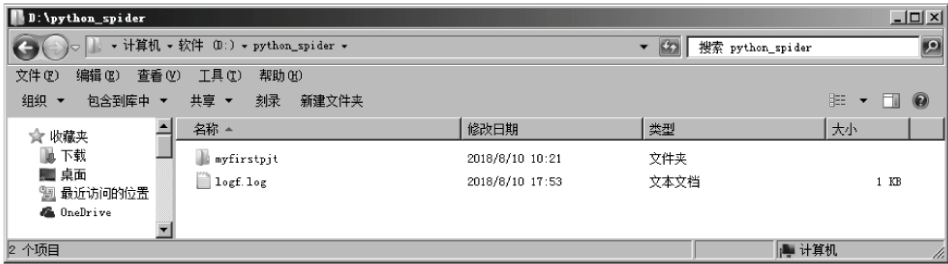 D:\python_spider
计算机 软件 (D:) python_spider 搜索 python_spider
文件(F) 编辑(E) 查看(V) 工具(T) 帮助(H)
组织 包含到库中 共享 刻录 新建文件夹
收藏夹
下载
桌面
最近访问的位置
OneDrive
名称 修改日期 类型 大小
myfirstpjt 2018/8/10 10:21 文件夹
logf.log 2018/8/10 17:53 文本文档 1 KB
2 个项目 计算机